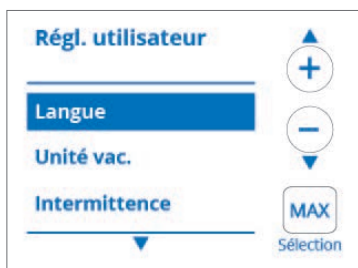 Régl. utilisateur
Langue
Unité vac.
Intermittence
+
−
MAX
Sélection